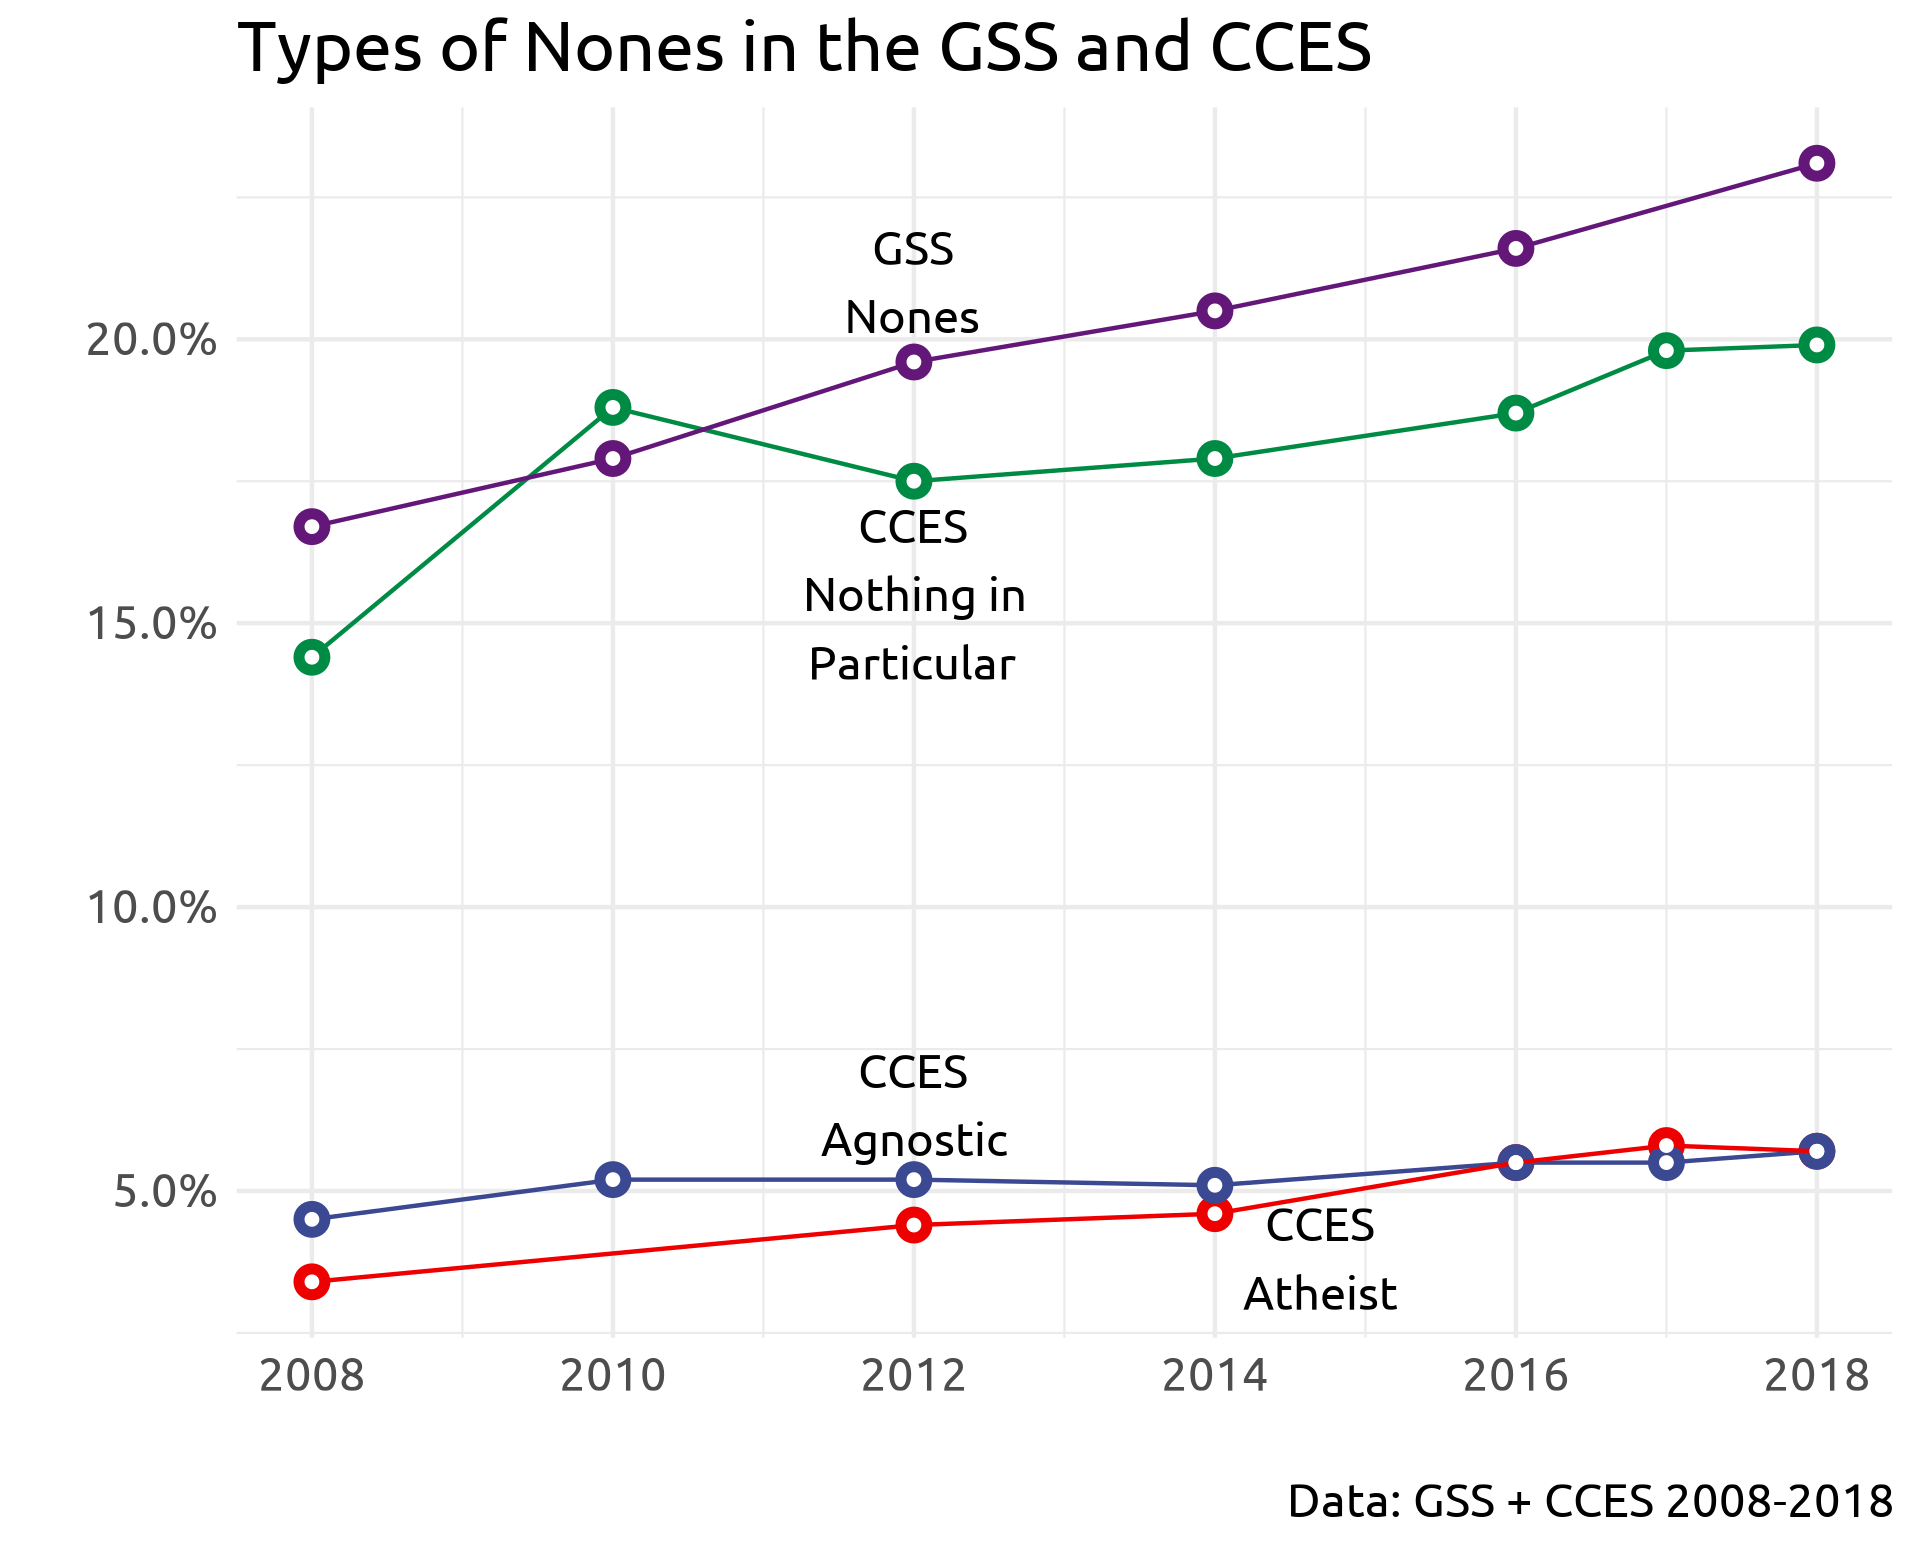 Types of Nones in the GSS and CCES
GSS
Nones
20.0%
CCES
Nothing in
15.0%
Particular
10.0%
CCES
Agnostic
5.0%
CCES
Atheist
2008 2010 2012 2014 2016 2018
Data: GSS + CCES 2008-2018